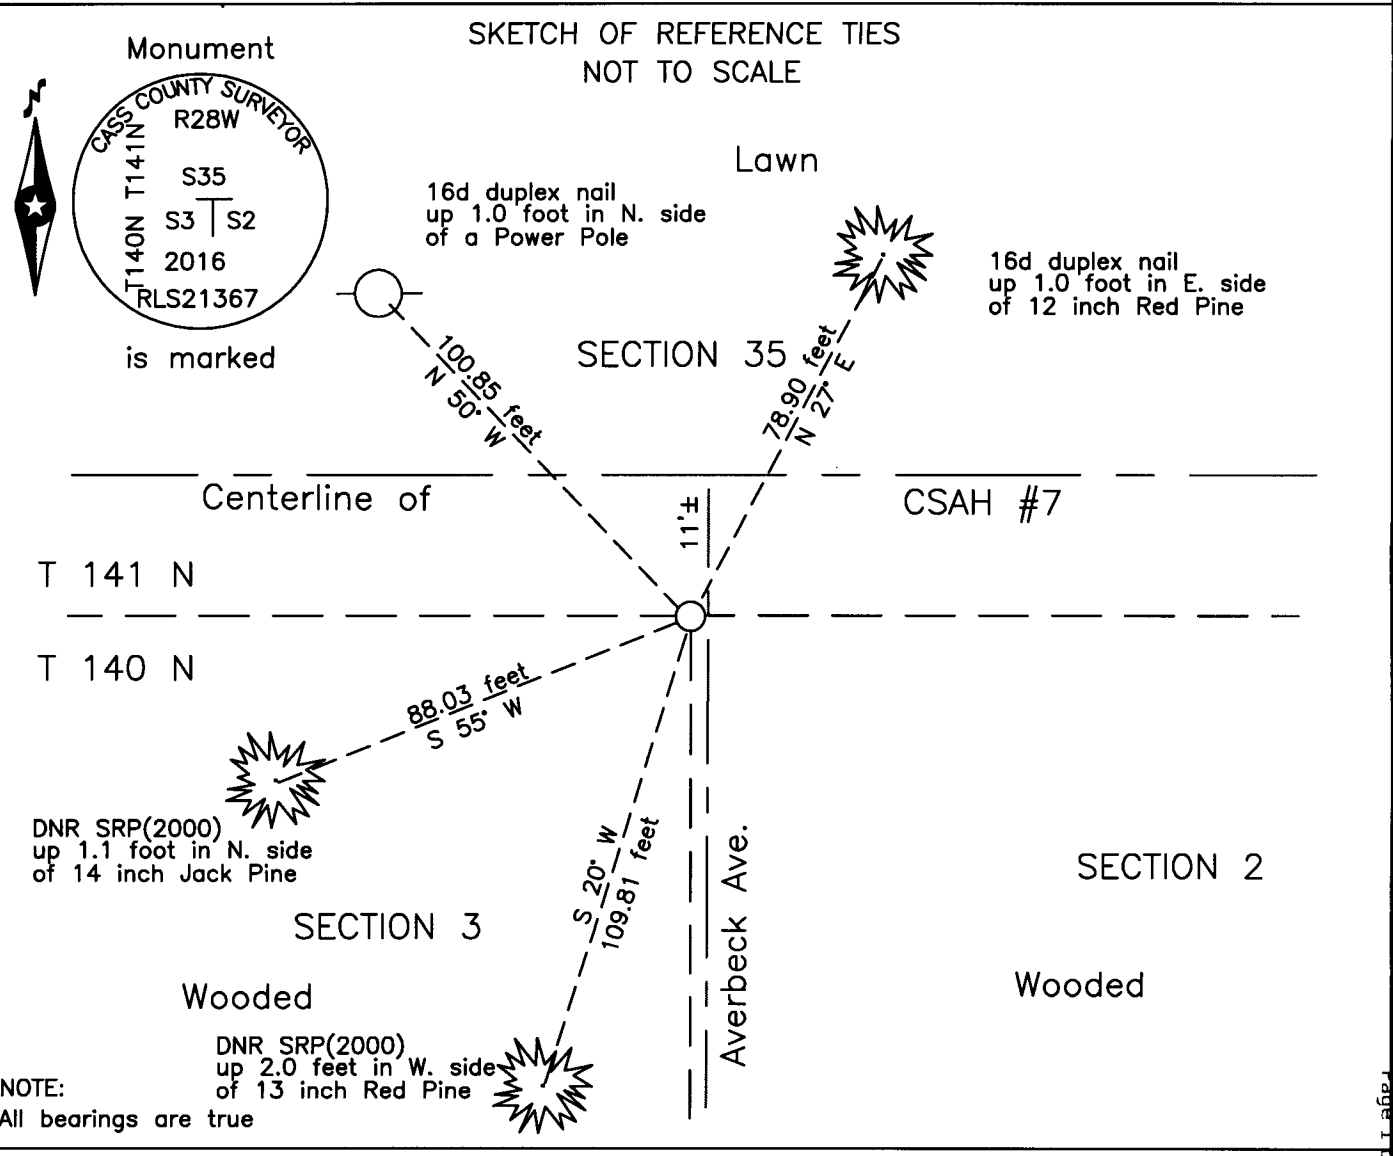 SKETCH OF REFERENCE TIES
NOT TO SCALE
Monument
N
CASS COUNTY SURVEYOR
R28W
T140N T141N
S35
S3 S2
2016
RLS21367
is marked
16d duplex nail
up 1.0 foot in N. side
of a Power Pole
Lawn
16d duplex nail
up 1.0 foot in E. side
of 12 inch Red Pine
SECTION 35
100.85 feet
N 50° W
78.90 feet
N 27° E
Centerline of
CSAH #7
11'±
T 141 N
T 140 N
88.03 feet
S 55° W
DNR SRP(2000)
up 1.1 foot in N. side
of 14 inch Jack Pine
S 20° W
109.81 feet
Averbeck Ave.
SECTION 2
SECTION 3
Wooded
Wooded
DNR SRP(2000)
up 2.0 feet in W. side
of 13 inch Red Pine
NOTE:
All bearings are true